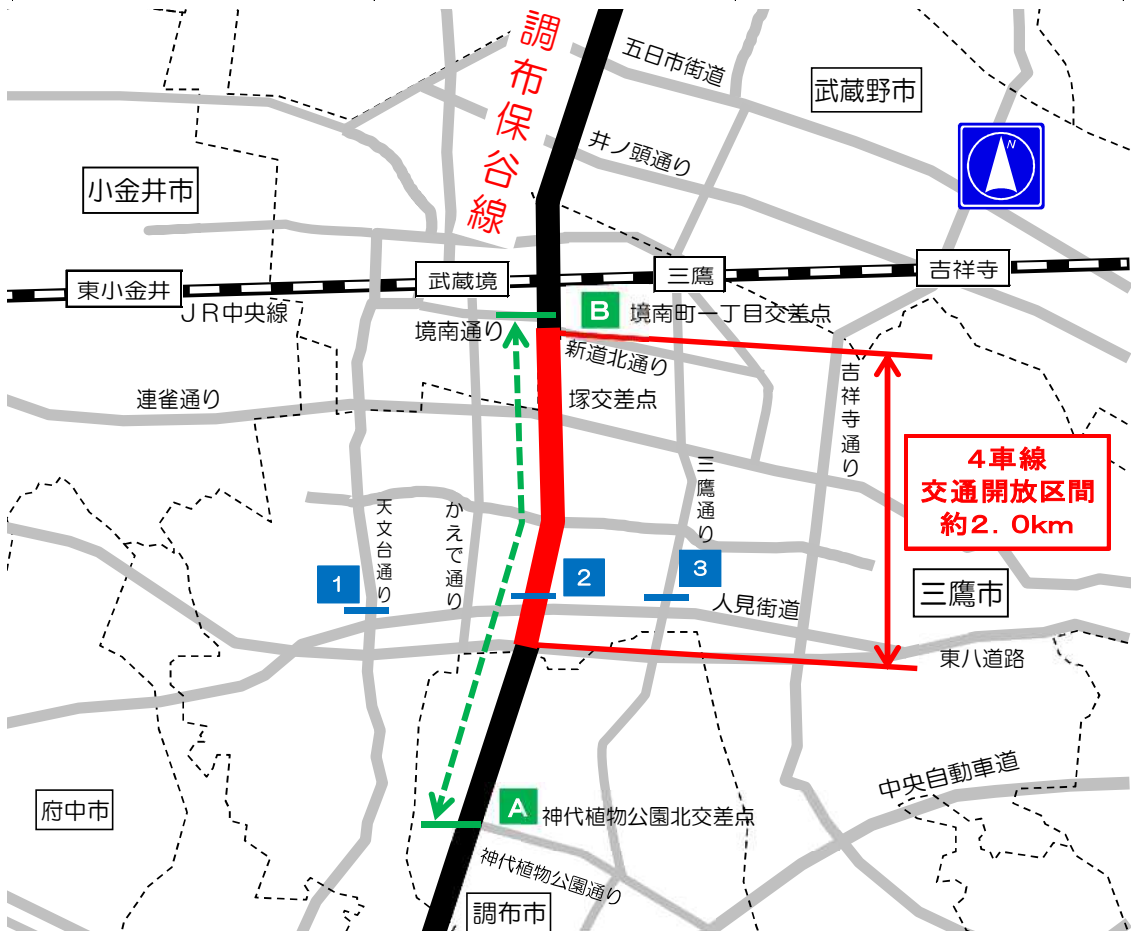 調布保谷線
五日市街道
武蔵野市
井ノ頭通り
N
小金井市
東小金井
武蔵境
三鷹
吉祥寺
JR中央線
B 境南町一丁目交差点
境南通り
新道北通り
吉祥寺通り
連雀通り
塚交差点
4車線
交通開放区間
約2.0km
三鷹通り
天文台通り
かえで通り
1
2
3
人見街道
三鷹市
東八道路
中央自動車道
府中市
A 神代植物公園北交差点
神代植物公園通り
調布市